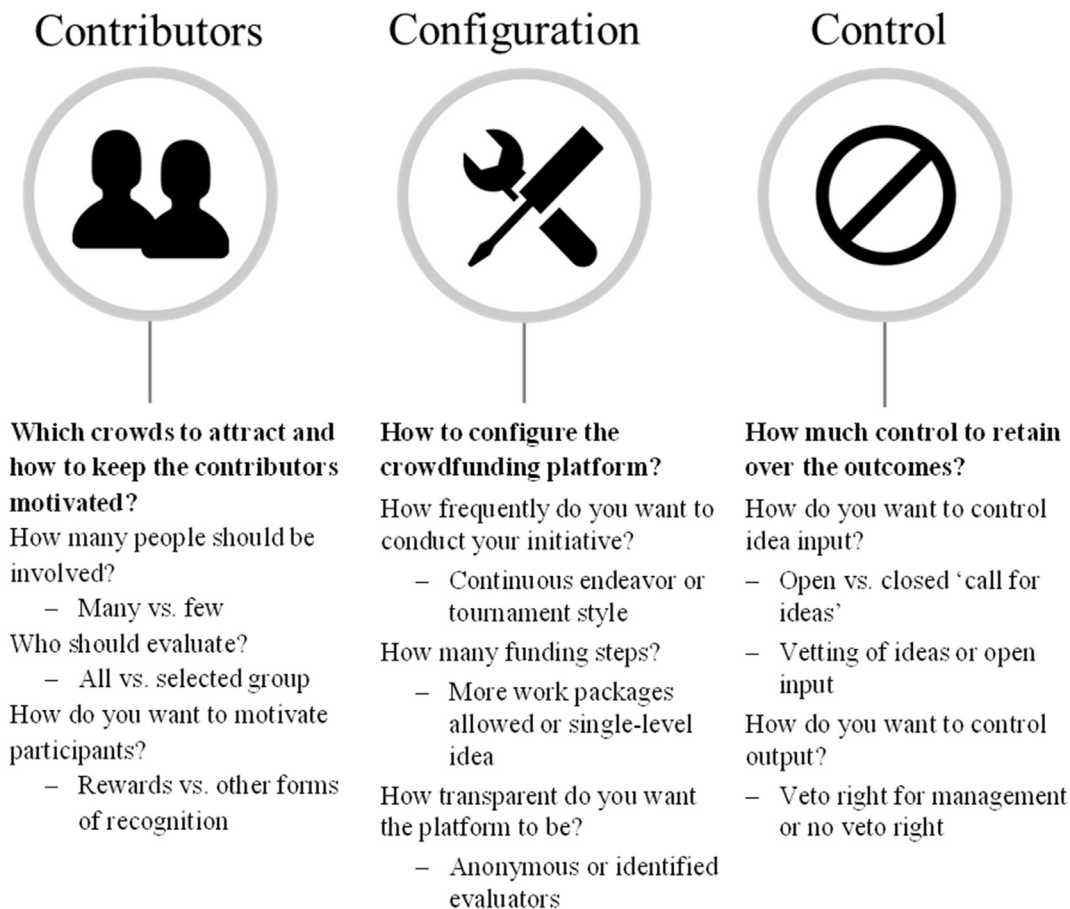 Contributors
Which crowds to attract and
how to keep the contributors
motivated?
How many people should be
involved?
– Many vs. few
Who should evaluate?
– All vs. selected group
How do you want to motivate
participants?
– Rewards vs. other forms
of recognition
Configuration
How to configure the
crowdfunding platform?
How frequently do you want to
conduct your initiative?
– Continuous endeavor or
tournament style
How many funding steps?
– More work packages
allowed or single-level
idea
How transparent do you want
the platform to be?
– Anonymous or identified
evaluators
Control
How much control to retain
over the outcomes?
How do you want to control
idea input?
– Open vs. closed ‘call for
ideas’
– Vetting of ideas or open
input
How do you want to control
output?
– Veto right for management
or no veto right